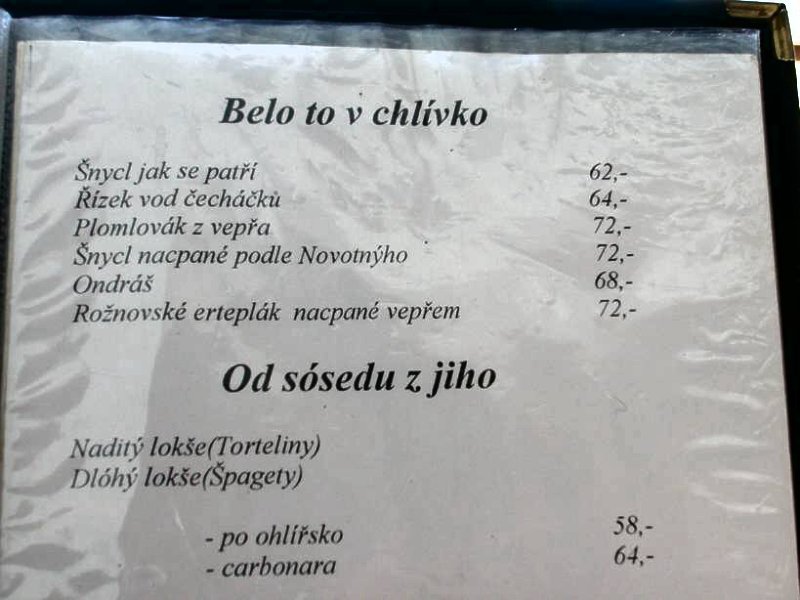 Belo to v chlívko
Šnycl jak se patří 62,-
Řízek vod čecháčků 64,-
Plomlovák z vepřa 72,-
Šnycl nacpané podle Novotnýho 72,-
Ondráš 68,-
Rožnovské erteplák nacpané vepřem 72,-
Od sósedu z jiho
Naditý lokše(Torteliny)
Dlóhý lokše(Špagety)
- po ohlířsko 58,-
- carbonara 64,-